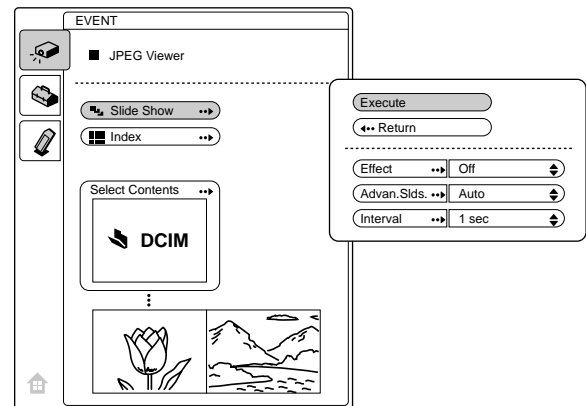 EVENT
JPEG Viewer
Slide Show
Index
Select Contents
DCIM
Execute
Return
Effect Off
Advan.Slds. Auto
Interval 1 sec